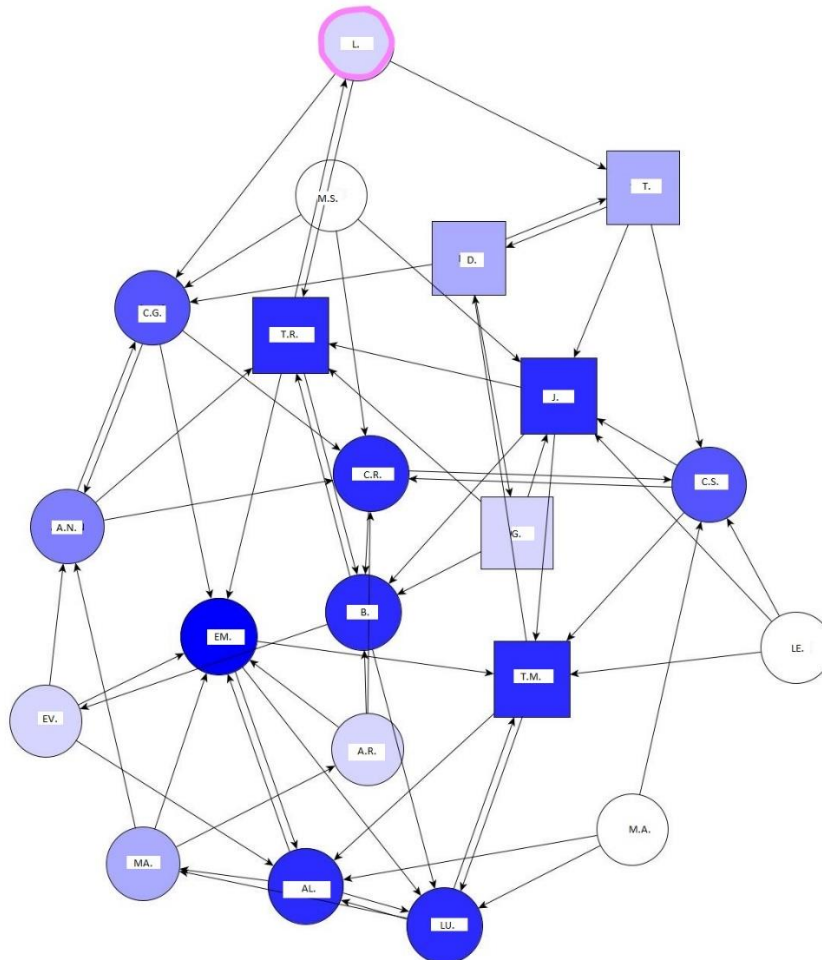 L.
T.
M.S.
D.
C.G.
T.R.
J.
C.R.
C.S.
A.N.
G.
B.
EM.
LE.
T.M.
EV.
A.R.
M.A.
MA.
AL.
LU.